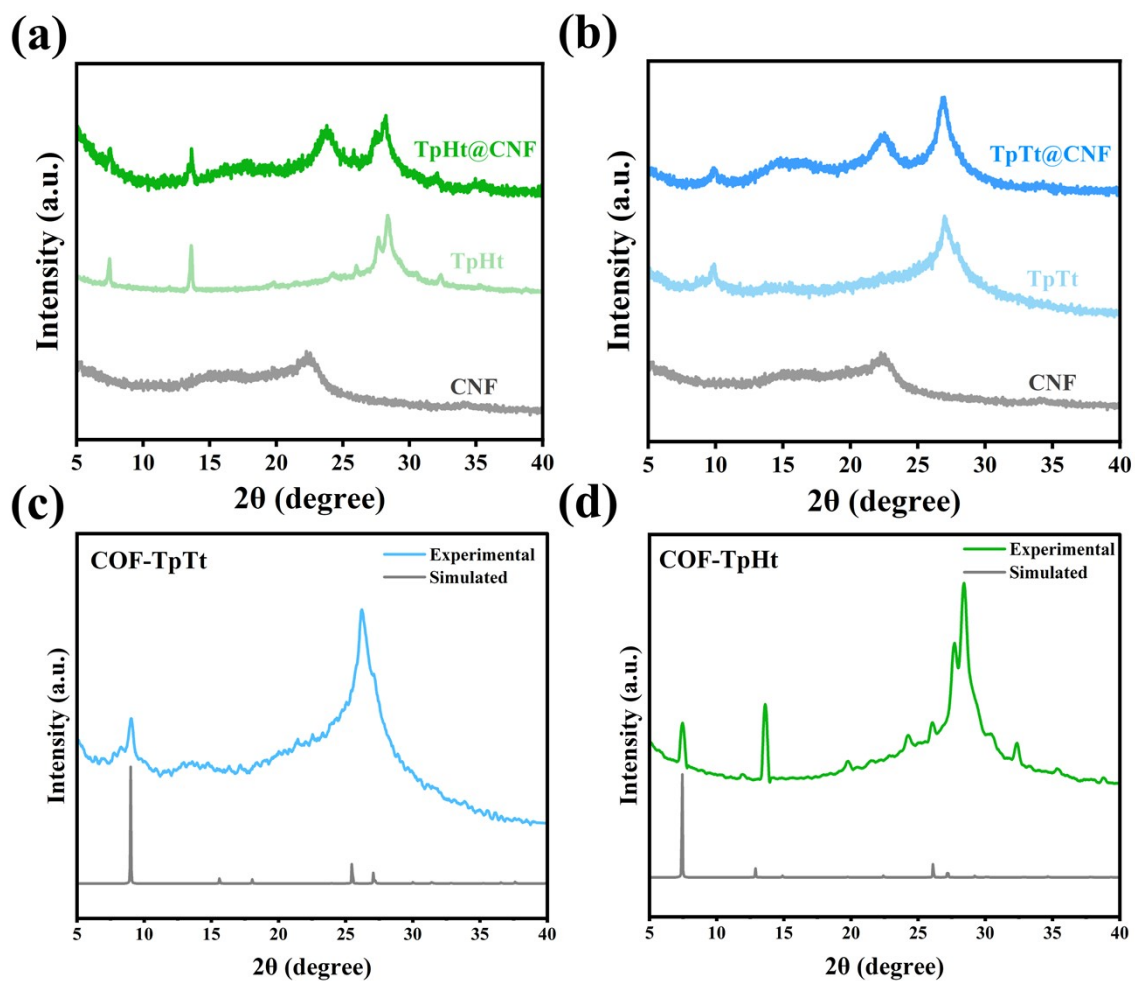 (a)
Intensity (a.u.)
TpHt@CNF
TpHt
CNF
5 10 15 20 25 30 35 40
2θ (degree)
(b)
Intensity (a.u.)
TpTt@CNF
TpTt
CNF
5 10 15 20 25 30 35 40
2θ (degree)
(c)
Intensity (a.u.)
COF-TpTt
Experimental
Simulated
5 10 15 20 25 30 35 40
2θ (degree)
(d)
Intensity (a.u.)
COF-TpHt
Experimental
Simulated
5 10 15 20 25 30 35 40
2θ (degree)